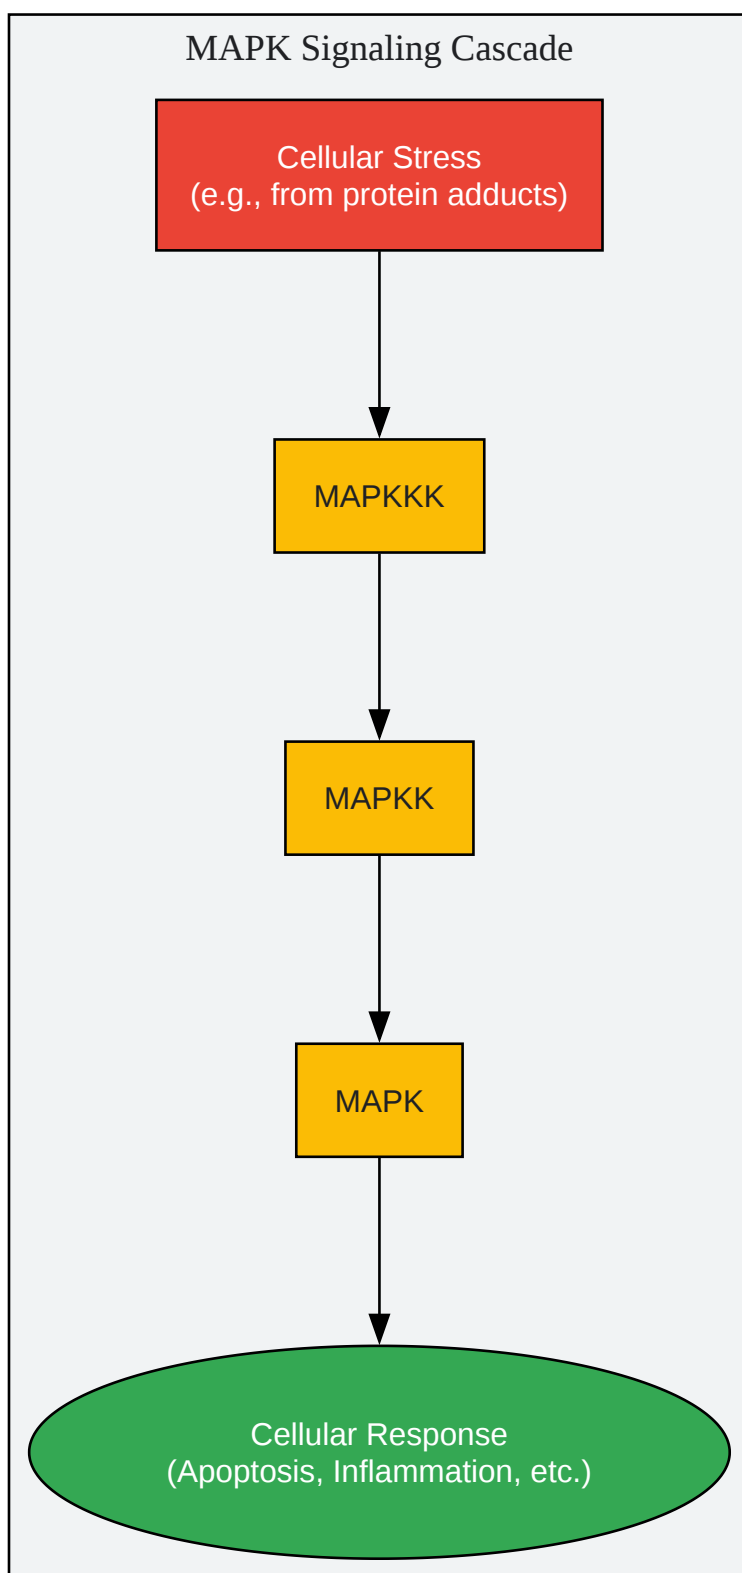 MAPK Signaling Cascade
Cellular Stress
(e.g., from protein adducts)
MAPKKK
MAPKK
MAPK
Cellular Response
(Apoptosis, Inflammation, etc.)